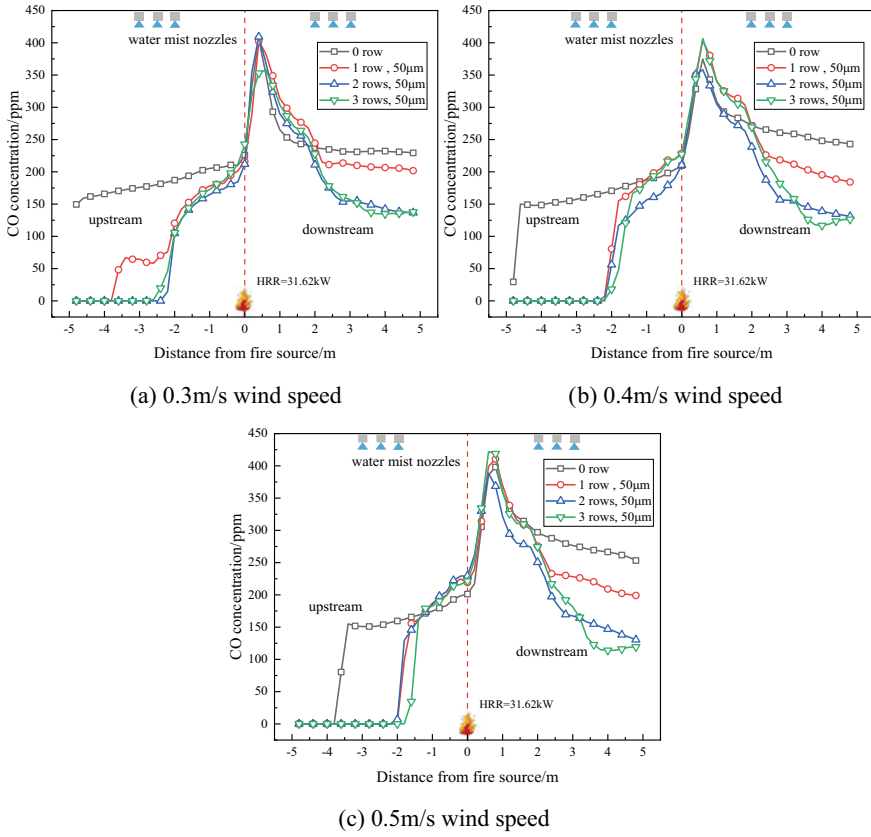 450
400
350
300
250
200
150
100
50
0
CO concentration/ppm
water mist nozzles
0 row
1 row , 50μm
2 rows, 50μm
3 rows, 50μm
upstream
downstream
HRR=31.62kW
-5 -4 -3 -2 -1 0 1 2 3 4 5
Distance from fire source/m
(a) 0.3m/s wind speed
450
400
350
300
250
200
150
100
50
0
CO concentration/ppm
water mist nozzles
0 row
1 row , 50μm
2 rows, 50μm
3 rows, 50μm
upstream
downstream
HRR=31.62kW
-5 -4 -3 -2 -1 0 1 2 3 4 5
Distance from fire source/m
(b) 0.4m/s wind speed
450
400
350
300
250
200
150
100
50
0
CO concentration/ppm
water mist nozzles
0 row
1 row , 50μm
2 rows, 50μm
3 rows, 50μm
upstream
downstream
HRR=31.62kW
-5 -4 -3 -2 -1 0 1 2 3 4 5
Distance from fire source/m
(c) 0.5m/s wind speed